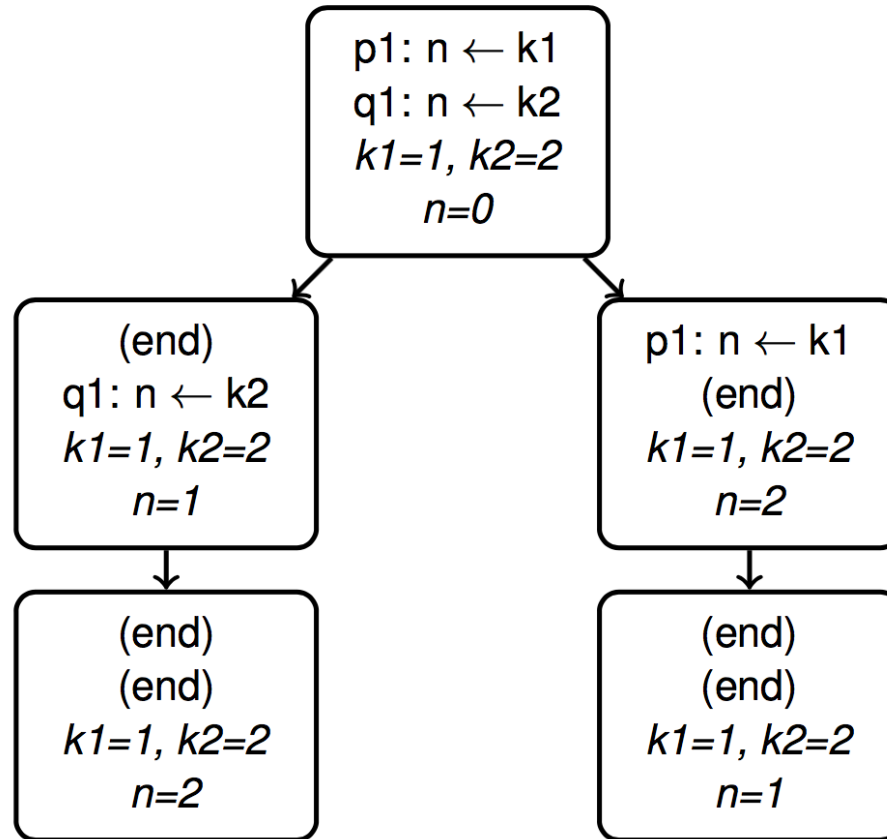 p1: n ← k1
q1: n ← k2
k1=1, k2=2
n=0
(end)
q1: n ← k2
k1=1, k2=2
n=1
p1: n ← k1
(end)
k1=1, k2=2
n=2
(end)
(end)
k1=1, k2=2
n=2
(end)
(end)
k1=1, k2=2
n=1